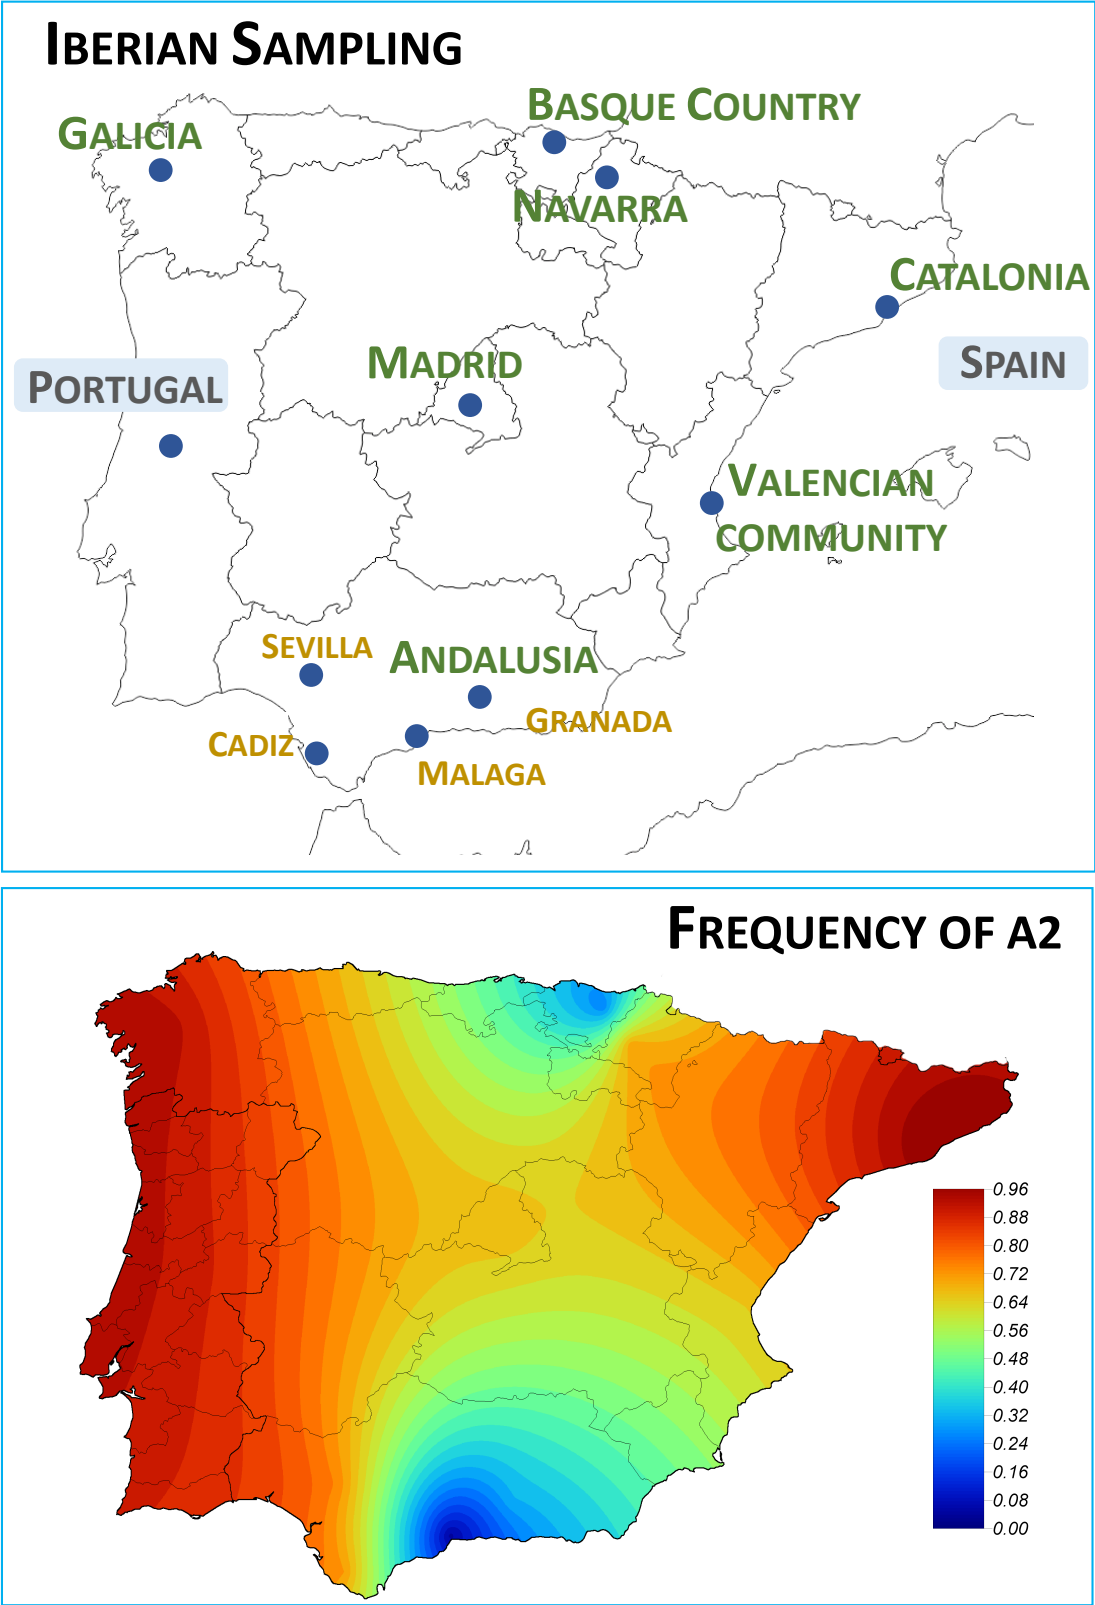 IBERIAN SAMPLING
BASQUE COUNTRY
GALICIA
NAVARRA
CATALONIA
MADRID
SPAIN
PORTUGAL
VALENCIAN
COMMUNITY
SEVILLA
ANDALUSIA
GRANADA
CADIZ
MALAGA
FREQUENCY OF A2
0.96
0.88
0.80
0.72
0.64
0.56
0.48
0.40
0.32
0.24
0.16
0.08
0.00